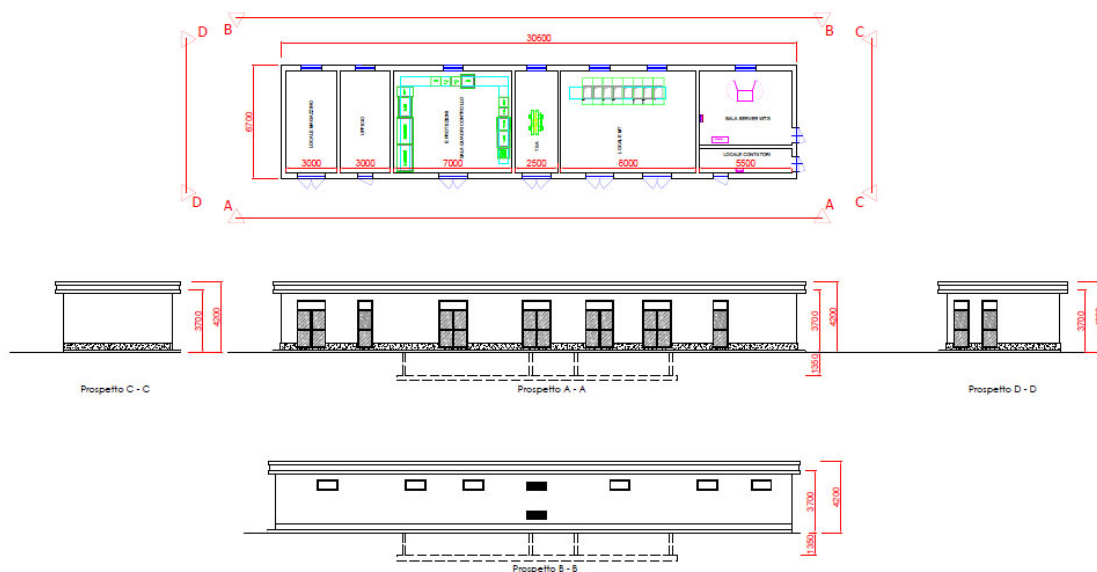 B
B
D
C
30600
6700
LOCALE MAGAZZINO
UFFICIO
SALA QUADRI CONTROLLO
E PROTEZIONI
TSA
LOCALE MT
SALA SERVER WTG
LOCALE CONTATORI
3000
3000
7000
2500
8000
5500
D
A
A
C
3700
4200
3700
4200
1350
3700
Prospetto C - C
Prospetto A - A
Prospetto D - D
3700
4200
1350
Prospetto B - B